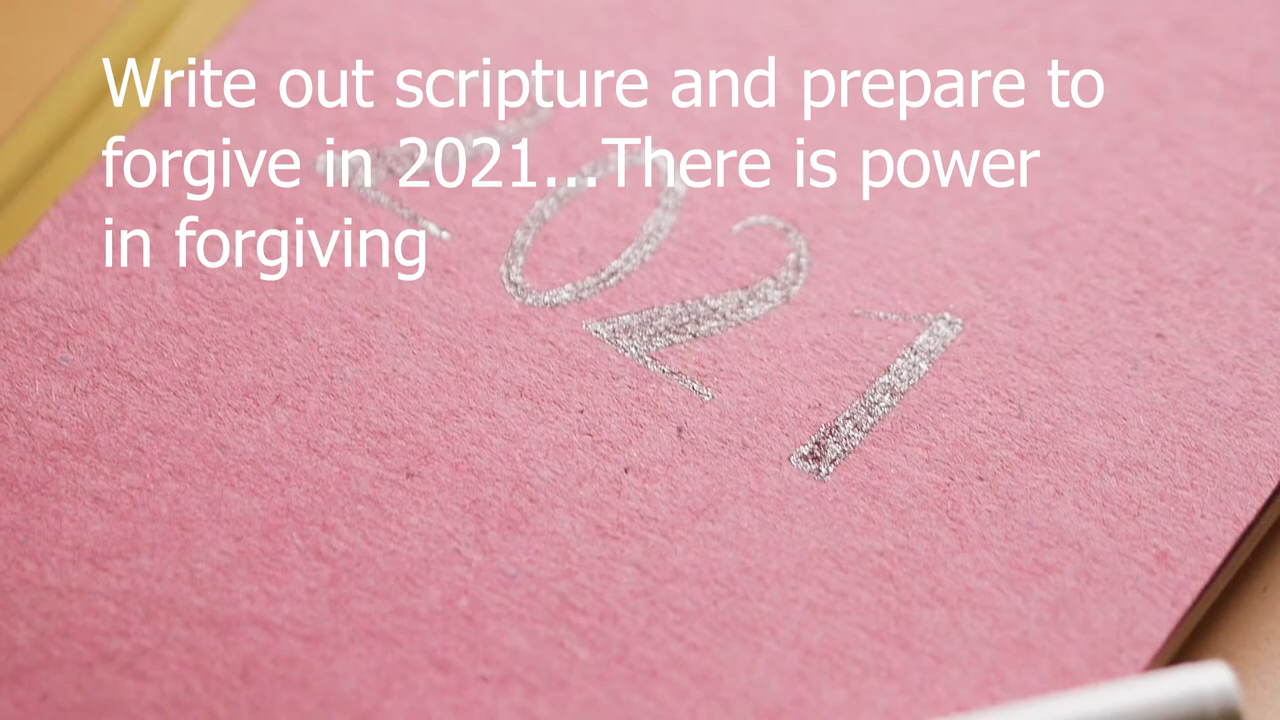 Write out scripture and prepare to
forgive in 2021...There is power
in forgiving
2021